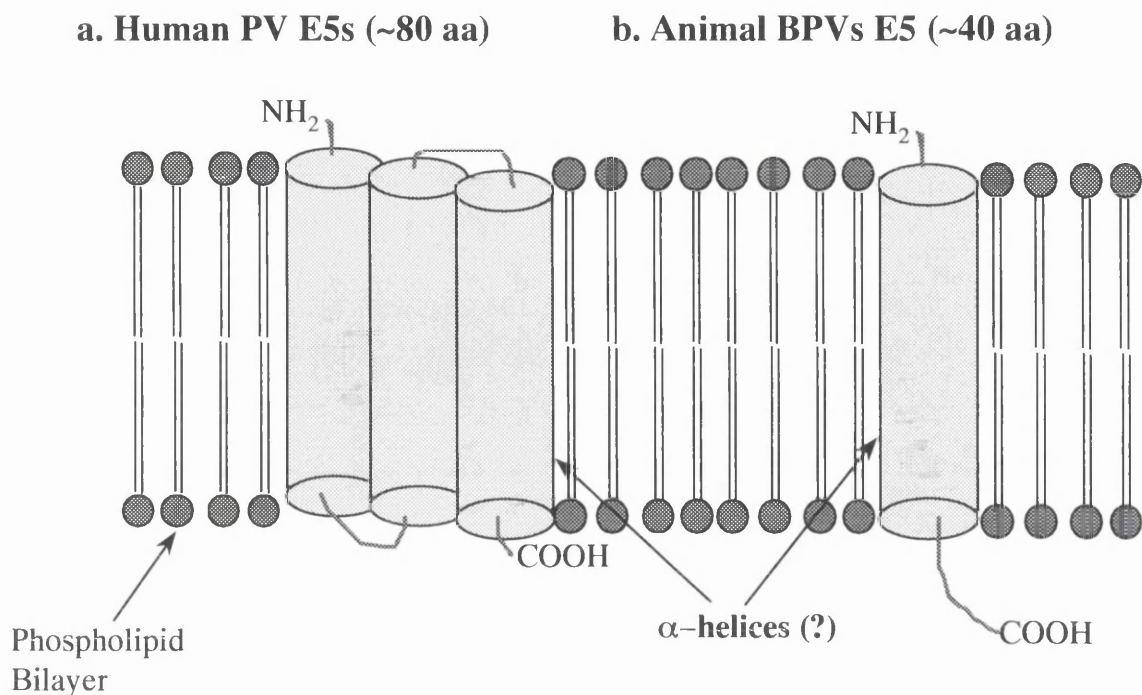 a. Human PV E5s (~80 aa)
b. Animal BPVs E5 (~40 aa)
NH₂
NH₂
COOH
α–helices (?)
COOH
Phospholipid
Bilayer